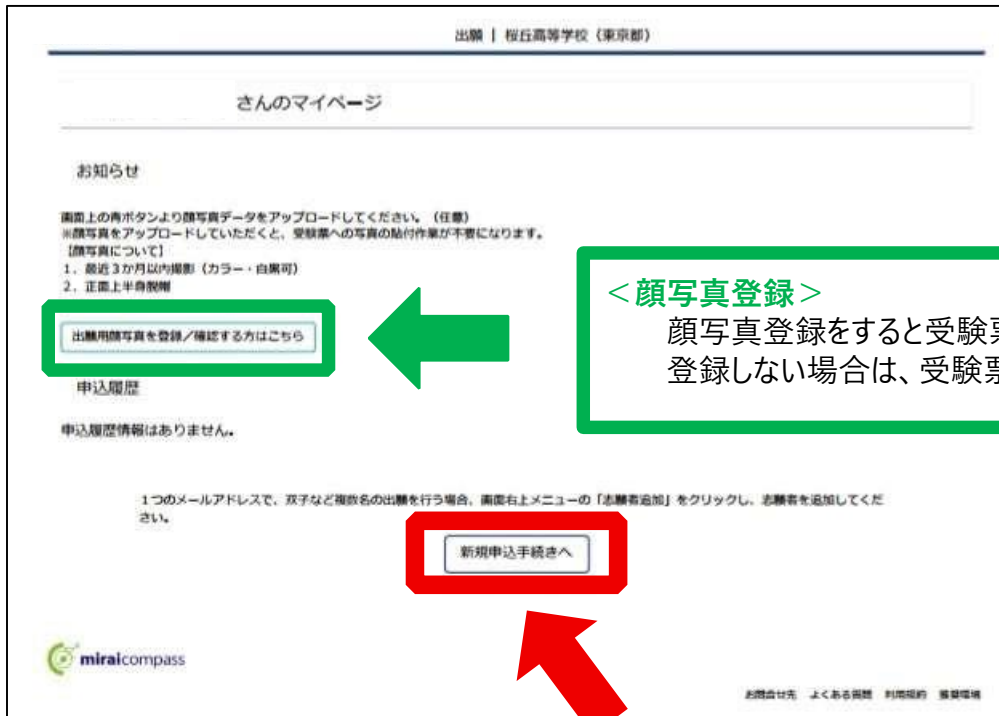 出願 | 桜丘高等学校(東京都)
さんのマイページ
お知らせ
画面上の青ボタンより顔写真データをアップロードしてください。(任意)
※顔写真をアップロードしていただくと、受験票への写真の貼付作業が不要になります。
【顔写真について】
1. 最近3か月以内撮影(カラー・白黒可)
2. 正面上半身脱帽
出願用顔写真を登録/確認する方はこちら
<顔写真登録>
顔写真登録をすると受験票
登録しない場合は、受験票
申込履歴
申込履歴情報はありません。
1つのメールアドレスで、双子など複数名の出願を行う場合、画面右上メニューの「志願者追加」をクリックし、志願者を追加してくだ
さい。
新規申込手続きへ
miraicompass
お問合せ先 よくある質問 利用規約 推奨環境